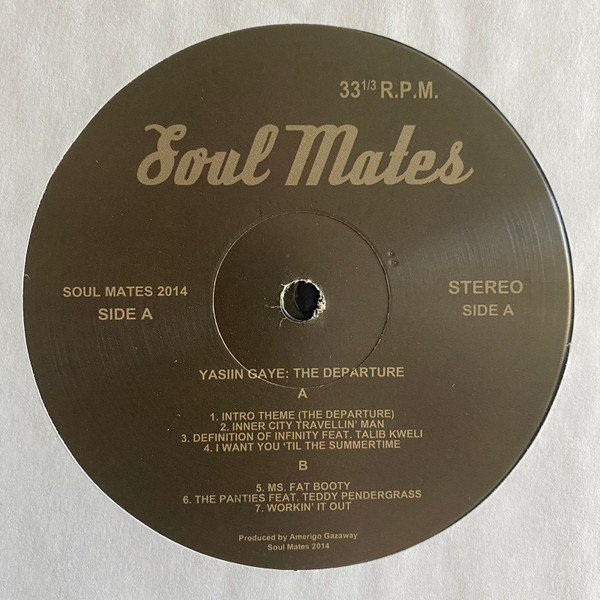 33 1/3 R.P.M.
Soul Mates
SOUL MATES 2014
SIDE A
STEREO
SIDE A
YASIIN GAYE: THE DEPARTURE
A
1. INTRO THEME (THE DEPARTURE)
2. INNER CITY TRAVELLIN' MAN
3. DEFINITION OF INFINITY FEAT. TALIB KWELI
4. I WANT YOU 'TIL THE SUMMERTIME
B
5. MS. FAT BOOTY
6. THE PANTIES FEAT. TEDDY PENDERGRASS
7. WORKIN' IT OUT
Produced by Amerigo Gazaway
Soul Mates 2014